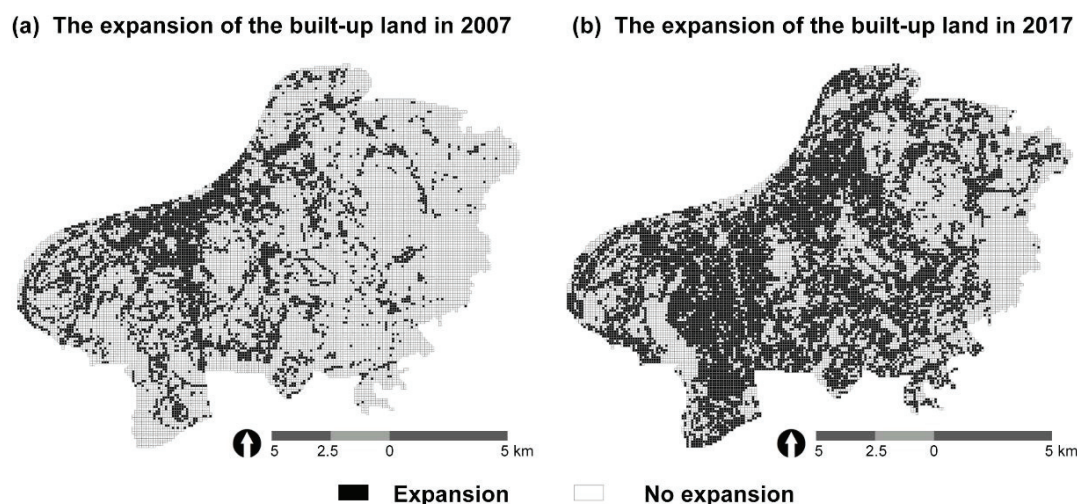 (a) The expansion of the built-up land in 2007
(b) The expansion of the built-up land in 2017
5 2.5 0 5 km
5 2.5 0 5 km
Expansion No expansion